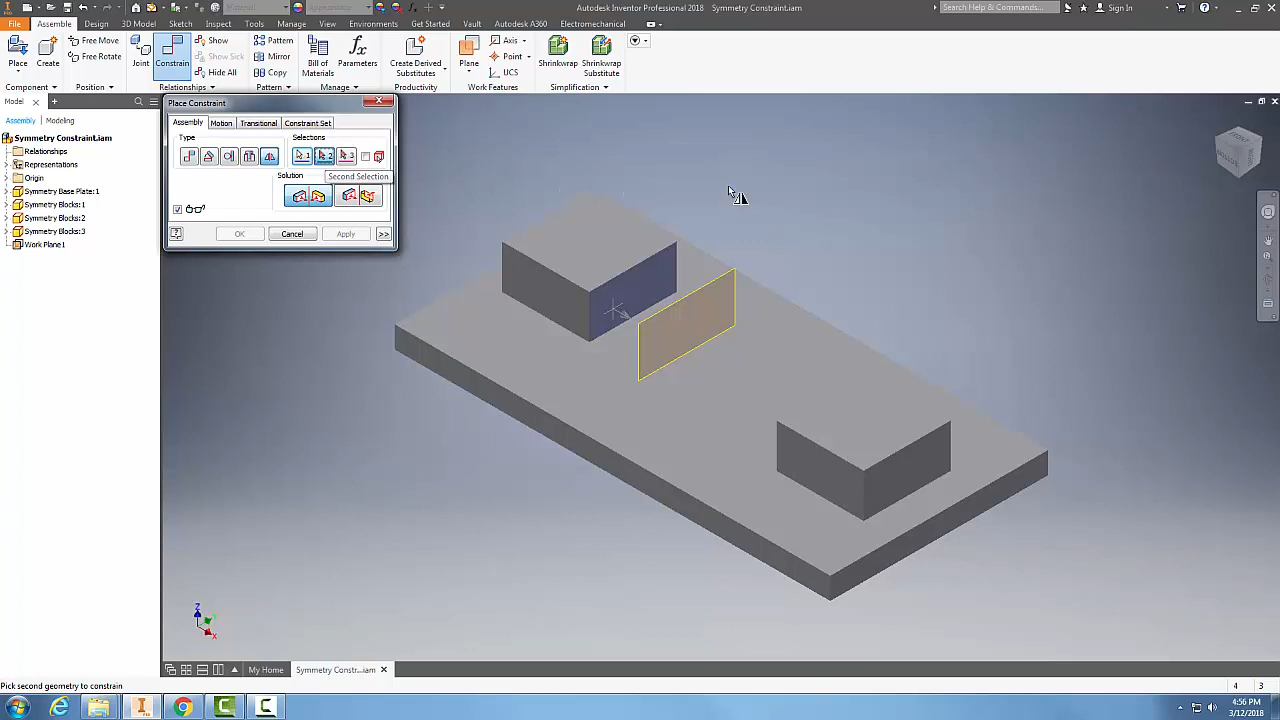 Autodesk Inventor Professional 2018   Symmetry Constraint.iam
Search Help & Commands...
Sign In
File
Assemble
Design
3D Model
Sketch
Inspect
Tools
Manage
View
Environments
Get Started
Vault
Autodesk A360
Electromechanical
Place
Create
Free Move
Free Rotate
Component
Position
Joint
Constrain
Show
Show Sick
Hide All
Relationships
Pattern
Mirror
Copy
Pattern
Bill of
Materials
Parameters
Manage
Create Derived
Substitutes
Productivity
Plane
Axis
Point
UCS
Work Features
Shrinkwrap
Shrinkwrap
Substitute
Simplification
Model
Assembly
Modeling
Symmetry Constraint.iam
Relationships
Representations
Origin
Symmetry Base Plate:1
Symmetry Blocks:1
Symmetry Blocks:2
Symmetry Blocks:3
Work Plane1
Place Constraint
Assembly
Motion
Transitional
Constraint Set
Type
Selections
1
2
3
Second Selection
Solution
OK
Cancel
Apply
>>
Z
X
My Home
Symmetry Constr...iam
Pick second geometry to constrain
4
3
4:56 PM
3/12/2018